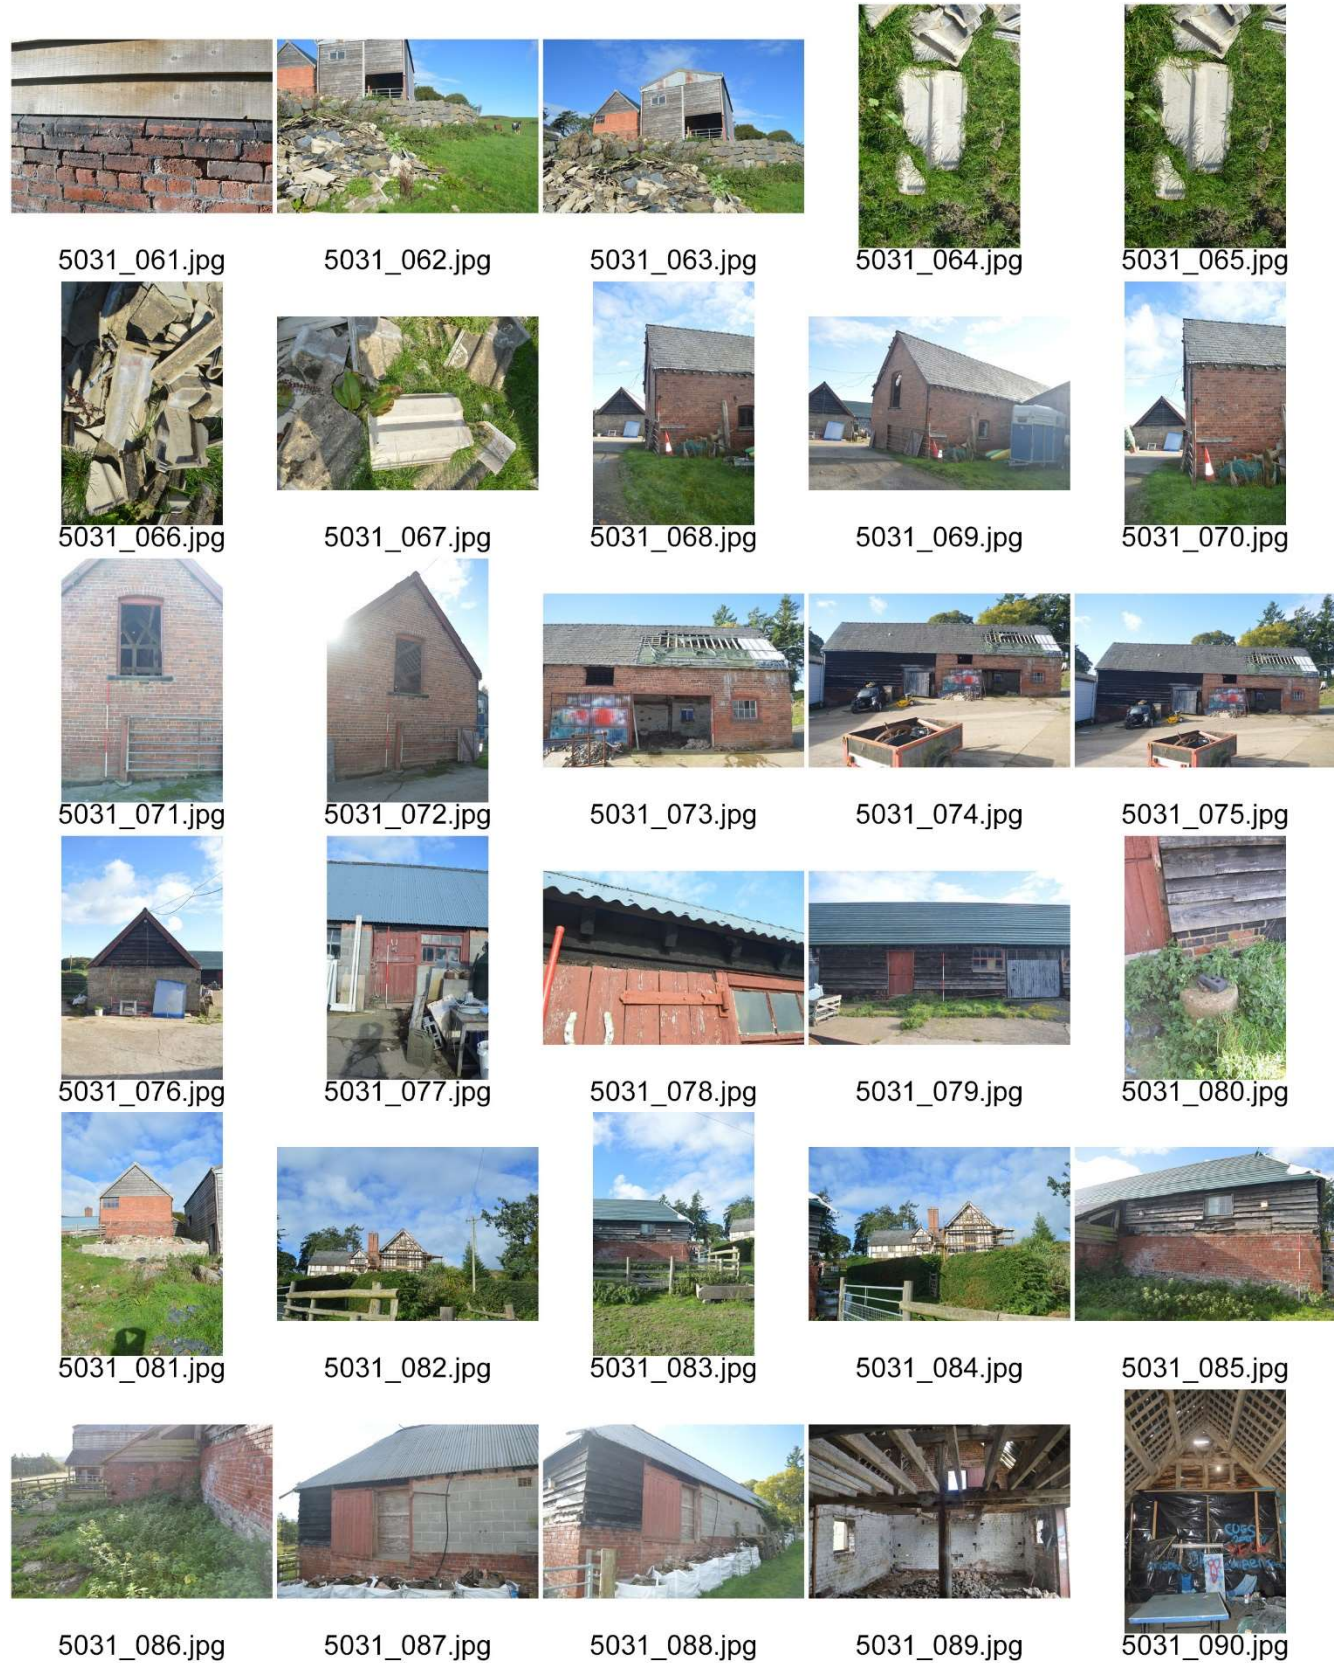 5031_061.jpg 5031_062.jpg 5031_063.jpg 5031_064.jpg 5031_065.jpg
5031_066.jpg 5031_067.jpg 5031_068.jpg 5031_069.jpg 5031_070.jpg
5031_071.jpg 5031_072.jpg 5031_073.jpg 5031_074.jpg 5031_075.jpg
5031_076.jpg 5031_077.jpg 5031_078.jpg 5031_079.jpg 5031_080.jpg
5031_081.jpg 5031_082.jpg 5031_083.jpg 5031_084.jpg 5031_085.jpg
5031_086.jpg 5031_087.jpg 5031_088.jpg 5031_089.jpg 5031_090.jpg